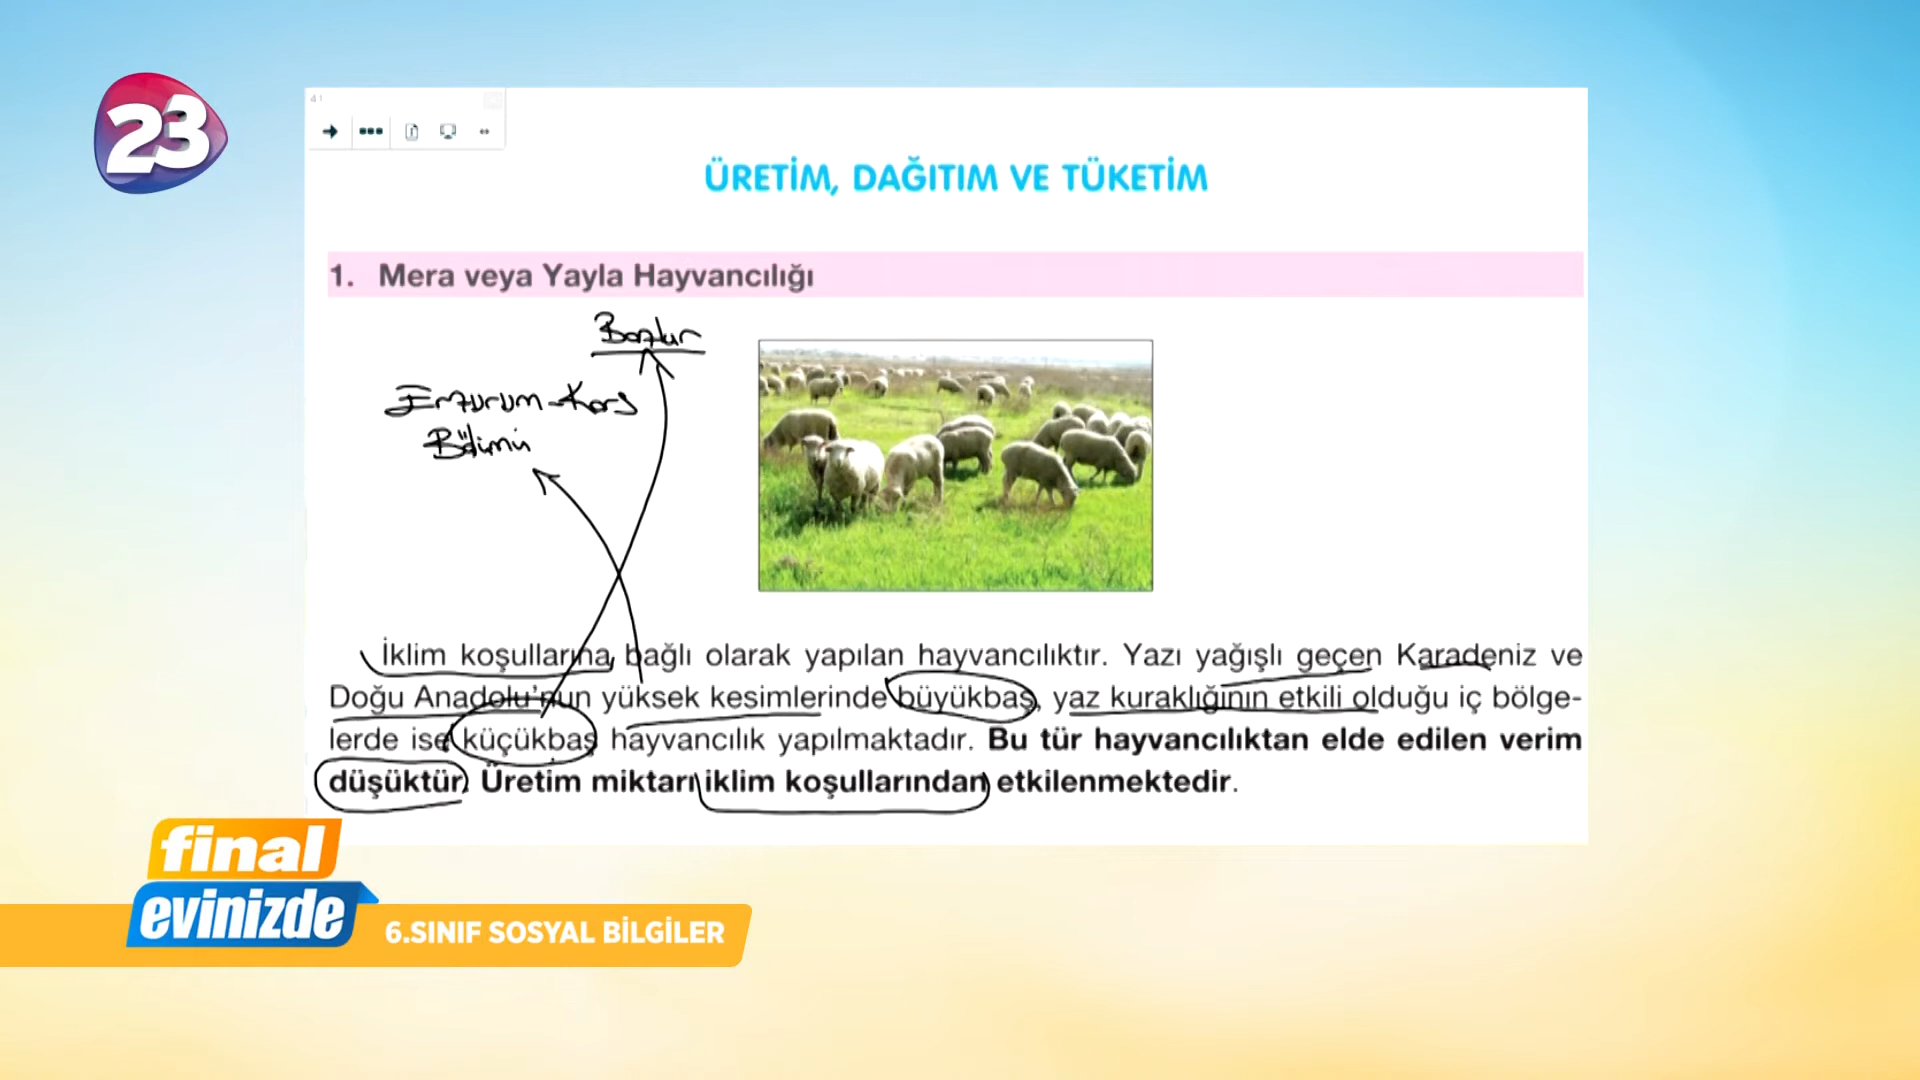 23
41
ÜRETİM, DAĞITIM VE TÜKETİM
1. Mera veya Yayla Hayvancılığı
Bozkır
Erzurum-Kars
Bölümü
İklim koşullarına bağlı olarak yapılan hayvancılıktır. Yazı yağışlı geçen Karadeniz ve
Doğu Anadolu'nun yüksek kesimlerinde büyükbaş, yaz kuraklığının etkili olduğu iç bölge-
lerde ise küçükbaş hayvancılık yapılmaktadır. Bu tür hayvancılıktan elde edilen verim
düşüktür. Üretim miktarı iklim koşullarından etkilenmektedir.
final
evinizde
6.SINIF SOSYAL BİLGİLER